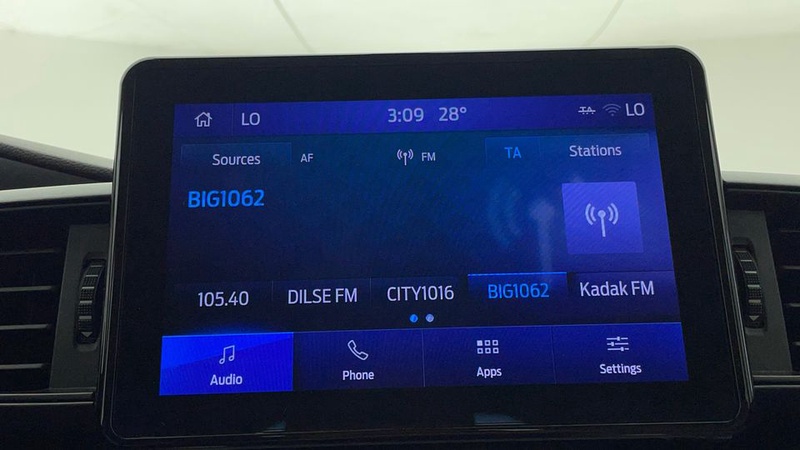 LO 3:09 28° TA LO
Sources AF FM TA Stations
BIG1062
105.40 DILSE FM CITY1016 BIG1062 Kadak FM
Audio Phone Apps Settings